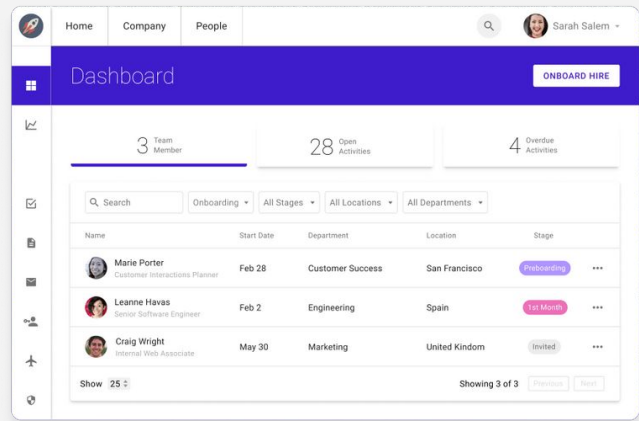 Home Company People Sarah Salem
Dashboard ONBOARD HIRE
3 Team Member 28 Open Activities 4 Overdue Activities
Search Onboarding All Stages All Locations All Departments
Name Start Date Department Location Stage
Marie Porter
Customer Interactions Planner Feb 28 Customer Success San Francisco Preboarding
Leanne Havas
Senior Software Engineer Feb 2 Engineering Spain 1st Month
Craig Wright
Internal Web Associate May 30 Marketing United Kindom Invited
Show 25 Showing 3 of 3 Previous Next